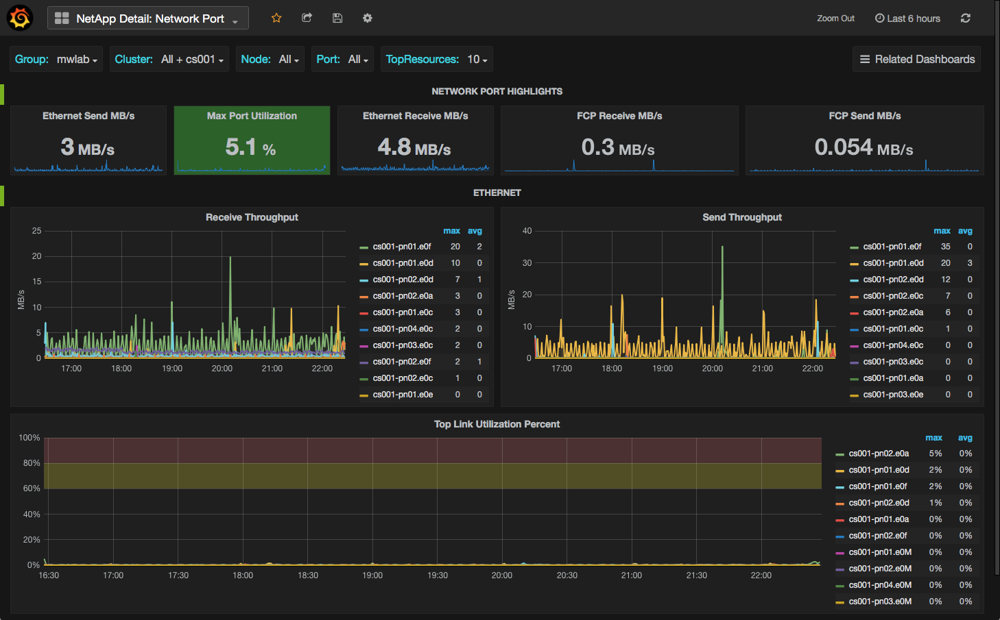 NetApp Detail: Network Port
Zoom Out Last 6 hours
Group: mwlab Cluster: All + cs001 Node: All Port: All TopResources: 10 Related Dashboards
NETWORK PORT HIGHLIGHTS
Ethernet Send MB/s
3 MB/s
Max Port Utilization
5.1 %
Ethernet Receive MB/s
4.8 MB/s
FCP Receive MB/s
0.3 MB/s
FCP Send MB/s
0.054 MB/s
ETHERNET
Receive Throughput
MB/s
25
20
15
10
5
0
17:00 18:00 19:00 20:00 21:00 22:00
max avg
cs001-pn01.e0f 20 2
cs001-pn01.e0d 10 0
cs001-pn02.e0d 7 1
cs001-pn02.e0a 3 0
cs001-pn01.e0c 3 0
cs001-pn04.e0c 2 0
cs001-pn03.e0c 2 0
cs001-pn02.e0f 2 1
cs001-pn02.e0c 1 0
cs001-pn01.e0e 0 0
Send Throughput
MB/s
40
30
20
10
0
17:00 18:00 19:00 20:00 21:00 22:00
max avg
cs001-pn01.e0f 35 0
cs001-pn01.e0d 20 3
cs001-pn02.e0d 12 0
cs001-pn02.e0c 7 0
cs001-pn02.e0a 6 0
cs001-pn01.e0c 1 0
cs001-pn04.e0c 0 0
cs001-pn03.e0c 0 0
cs001-pn01.e0a 0 0
cs001-pn03.e0e 0 0
Top Link Utilization Percent
100%
80%
60%
40%
20%
0%
16:30 17:00 17:30 18:00 18:30 19:00 19:30 20:00 20:30 21:00 21:30 22:00
max avg
cs001-pn02.e0a 5% 0%
cs001-pn01.e0d 2% 0%
cs001-pn01.e0f 2% 0%
cs001-pn02.e0d 1% 0%
cs001-pn01.e0a 0% 0%
cs001-pn02.e0f 0% 0%
cs001-pn01.e0M 0% 0%
cs001-pn02.e0M 0% 0%
cs001-pn04.e0M 0% 0%
cs001-pn03.e0M 0% 0%